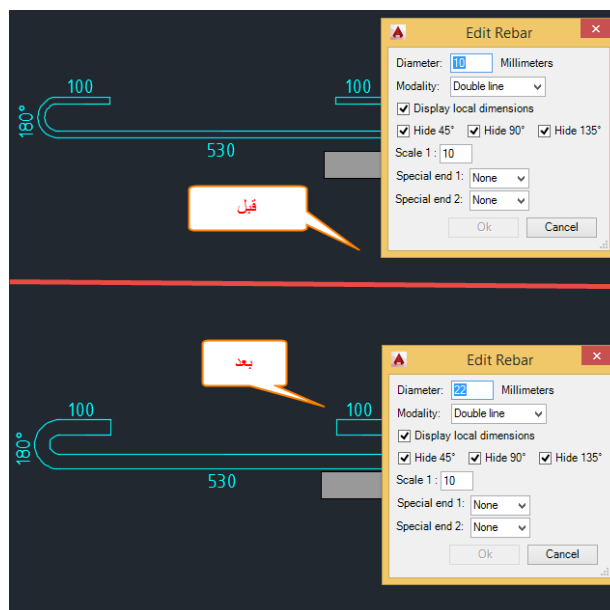 Edit Rebar
Diameter: 10 Millimeters
Modality: Double line
Display local dimensions
Hide 45° Hide 90° Hide 135°
Scale 1 : 10
Special end 1: None
Special end 2: None
Ok Cancel
100 100
180°
530
قبل
Edit Rebar
Diameter: 22 Millimeters
Modality: Double line
Display local dimensions
Hide 45° Hide 90° Hide 135°
Scale 1 : 10
Special end 1: None
Special end 2: None
Ok Cancel
بعد
100 100
180°
530